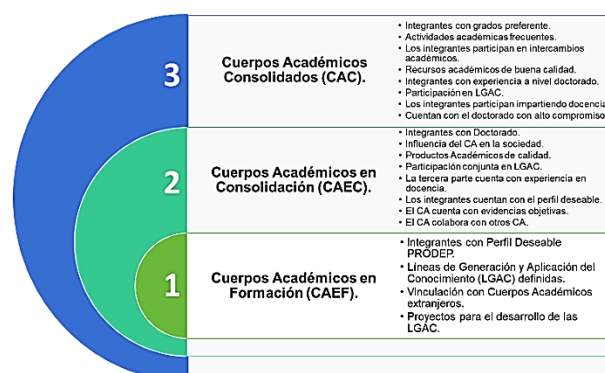 3
Cuerpos Académicos
Consolidados (CAC).
• Integrantes con grados preferente.
• Actividades académicas frecuentes.
• Los integrantes participan en intercambios
académicos.
• Recursos académicos de buena calidad.
• Integrantes con experiencia a nivel doctorado.
• Participación en LGAC.
• Los integrantes participan impartiendo docencia
• Cuentan con el doctorado con alto compromiso
2
Cuerpos Académicos en
Consolidación (CAEC).
• Integrantes con Doctorado.
• Influencia del CA en la sociedad.
• Productos Académicos de calidad.
• Participación conjunta en LGAC.
• La tercera parte cuenta con experiencia en
docencia.
• Los integrantes cuentan con el perfil deseable.
• El CA cuenta con evidencias objetivas.
• El CA colabora con otros CA.
1
Cuerpos Académicos en
Formación (CAEF).
• Integrantes con Perfil Deseable
PRODEP.
• Líneas de Generación y Aplicación del
Conocimiento (LGAC) definidas.
• Vinculación con Cuerpos Académicos
extranjeros.
• Proyectos para el desarrollo de las
LGAC.